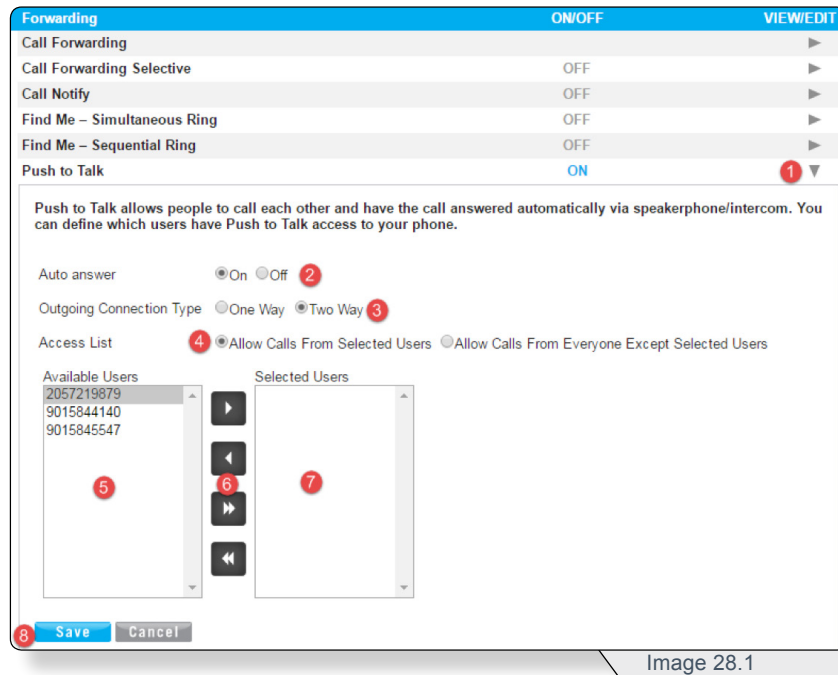 Forwarding ON/OFF VIEW/EDIT
Call Forwarding
Call Forwarding Selective OFF
Call Notify OFF
Find Me – Simultaneous Ring OFF
Find Me – Sequential Ring OFF
Push to Talk ON 1
Push to Talk allows people to call each other and have the call answered automatically via speakerphone/intercom. You
can define which users have Push to Talk access to your phone.
Auto answer On Off 2
Outgoing Connection Type One Way Two Way 3
Access List 4 Allow Calls From Selected Users Allow Calls From Everyone Except Selected Users
Available Users Selected Users
2057219879
9015844140
9015845547
5 6 7
8 Save Cancel
Image 28.1